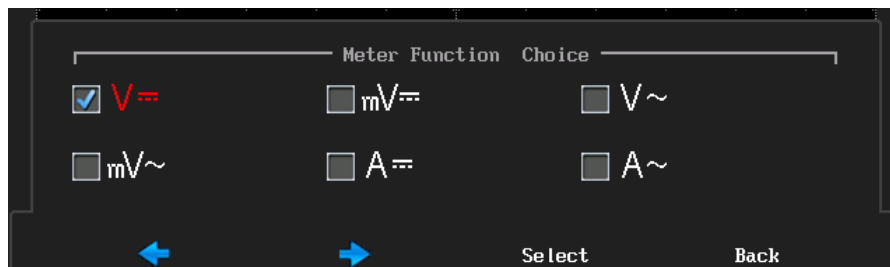 Meter Function Choice
V⎓ mV⎓ V~
mV~ A⎓ A~
Select Back